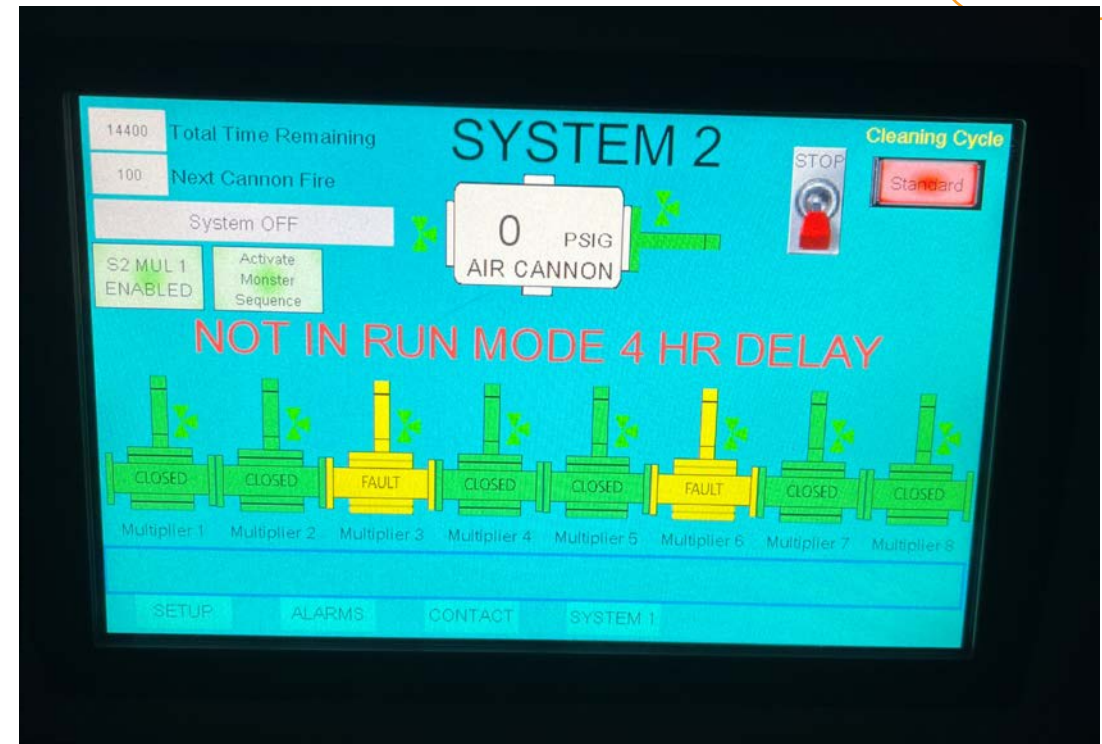 14400 Total Time Remaining
SYSTEM 2
Cleaning Cycle
100 Next Cannon Fire
STOP
Standard
System OFF
0 PSIG
AIR CANNON
S2 MUL 1
ENABLED
Activate
Monster
Sequence
NOT IN RUN MODE 4 HR DELAY
CLOSED CLOSED FAULT CLOSED CLOSED FAULT CLOSED CLOSED
Multiplier 1 Multiplier 2 Multiplier 3 Multiplier 4 Multiplier 5 Multiplier 6 Multiplier 7 Multiplier 8
SETUP ALARMS CONTACT SYSTEM 1